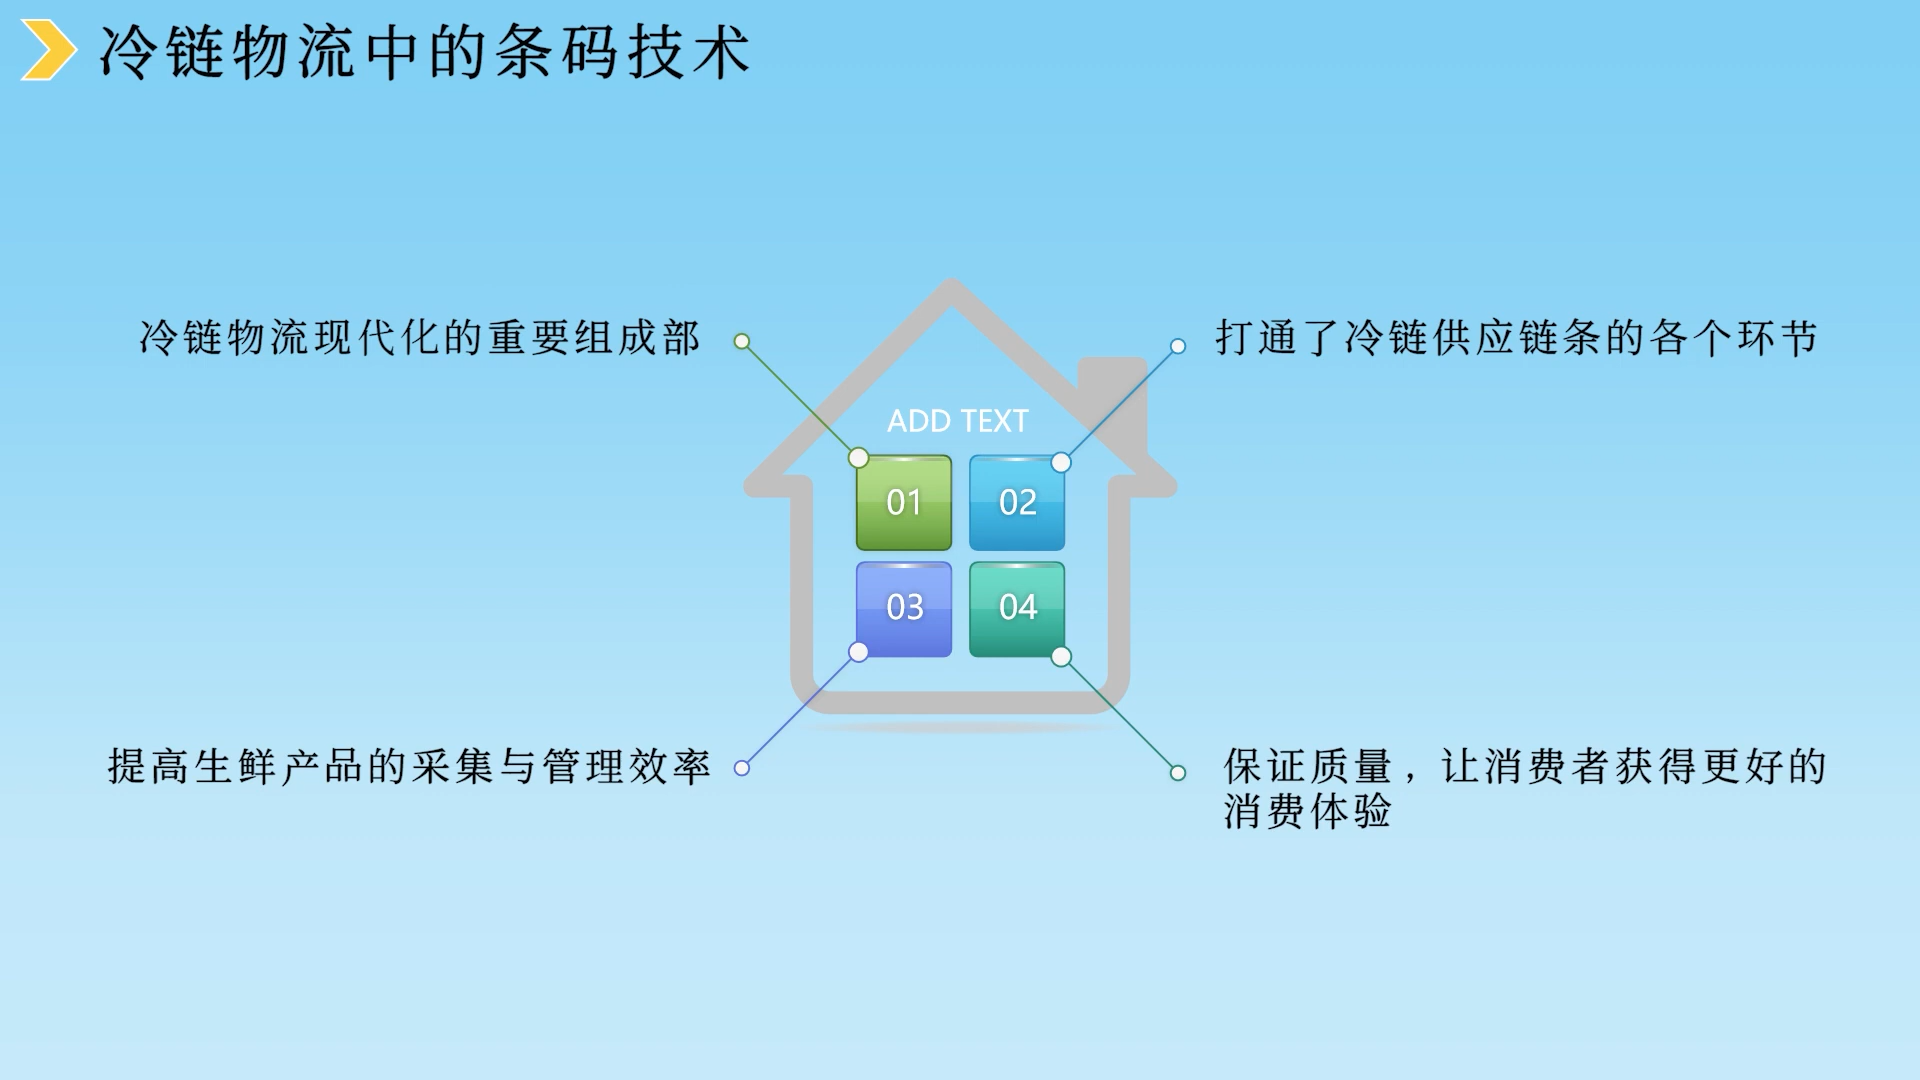 冷链物流中的条码技术
冷链物流现代化的重要组成部
打通了冷链供应链条的各个环节
ADD TEXT
01
02
03
04
提高生鲜产品的采集与管理效率
保证质量，让消费者获得更好的
消费体验